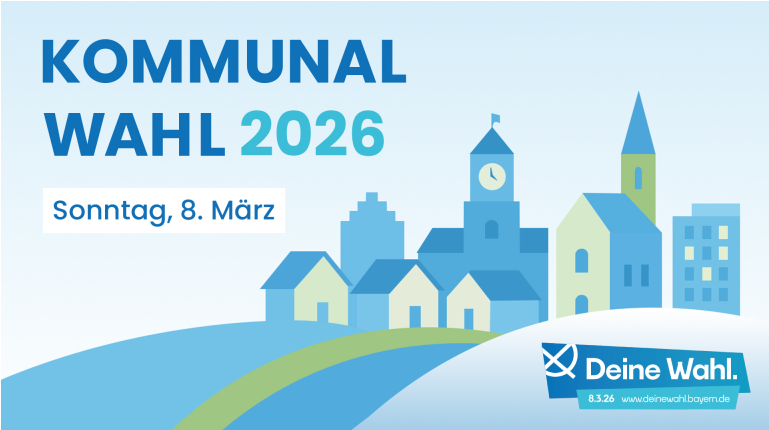 KOMMUNAL
WAHL 2026
Sonntag, 8. März
Deine Wahl.
8.3.26 www.deinewahl.bayern.de